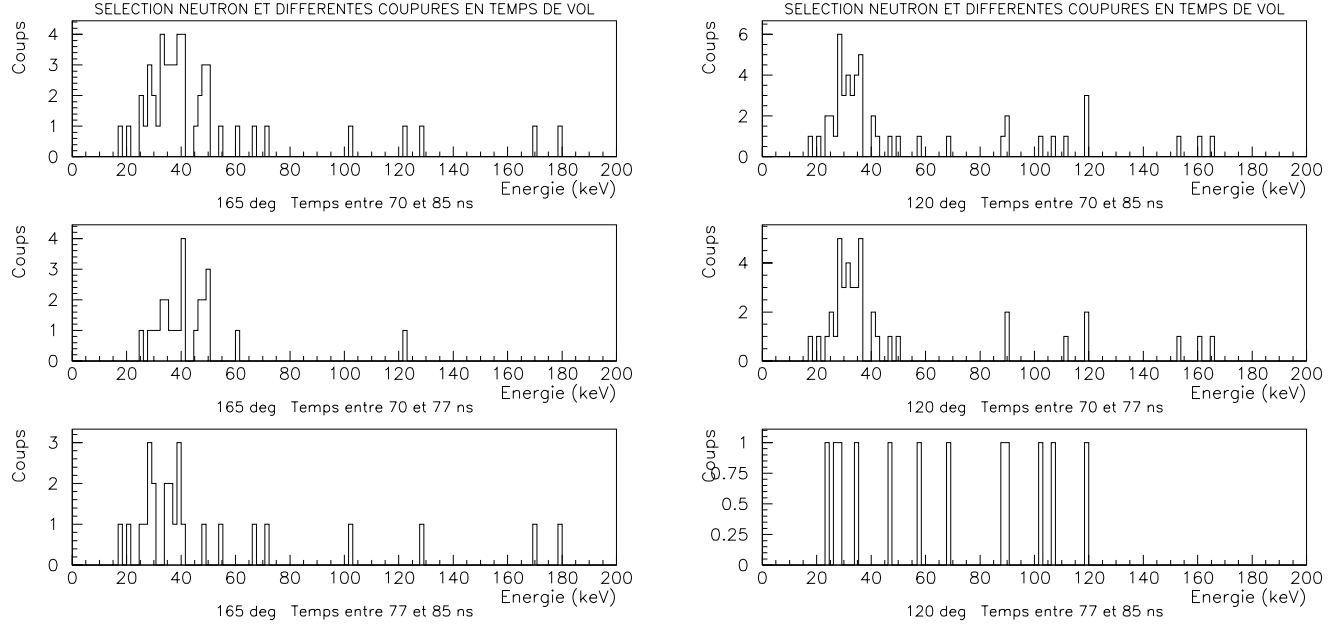 SELECTION NEUTRON ET DIFFERENTES COUPURES EN TEMPS DE VOL
Coups
4
3
2
1
0
0 20 40 60 80 100 120 140 160 180 200
Energie (keV)
165 deg Temps entre 70 et 85 ns
Coups
4
3
2
1
0
0 20 40 60 80 100 120 140 160 180 200
Energie (keV)
165 deg Temps entre 70 et 77 ns
Coups
3
2
1
0
0 20 40 60 80 100 120 140 160 180 200
Energie (keV)
165 deg Temps entre 77 et 85 ns
SELECTION NEUTRON ET DIFFERENTES COUPURES EN TEMPS DE VOL
Coups
6
4
2
0
0 20 40 60 80 100 120 140 160 180 200
Energie (keV)
120 deg Temps entre 70 et 85 ns
Coups
4
2
0
0 20 40 60 80 100 120 140 160 180 200
Energie (keV)
120 deg Temps entre 70 et 77 ns
Coups
1
0.75
0.5
0.25
0
0 20 40 60 80 100 120 140 160 180 200
Energie (keV)
120 deg Temps entre 77 et 85 ns